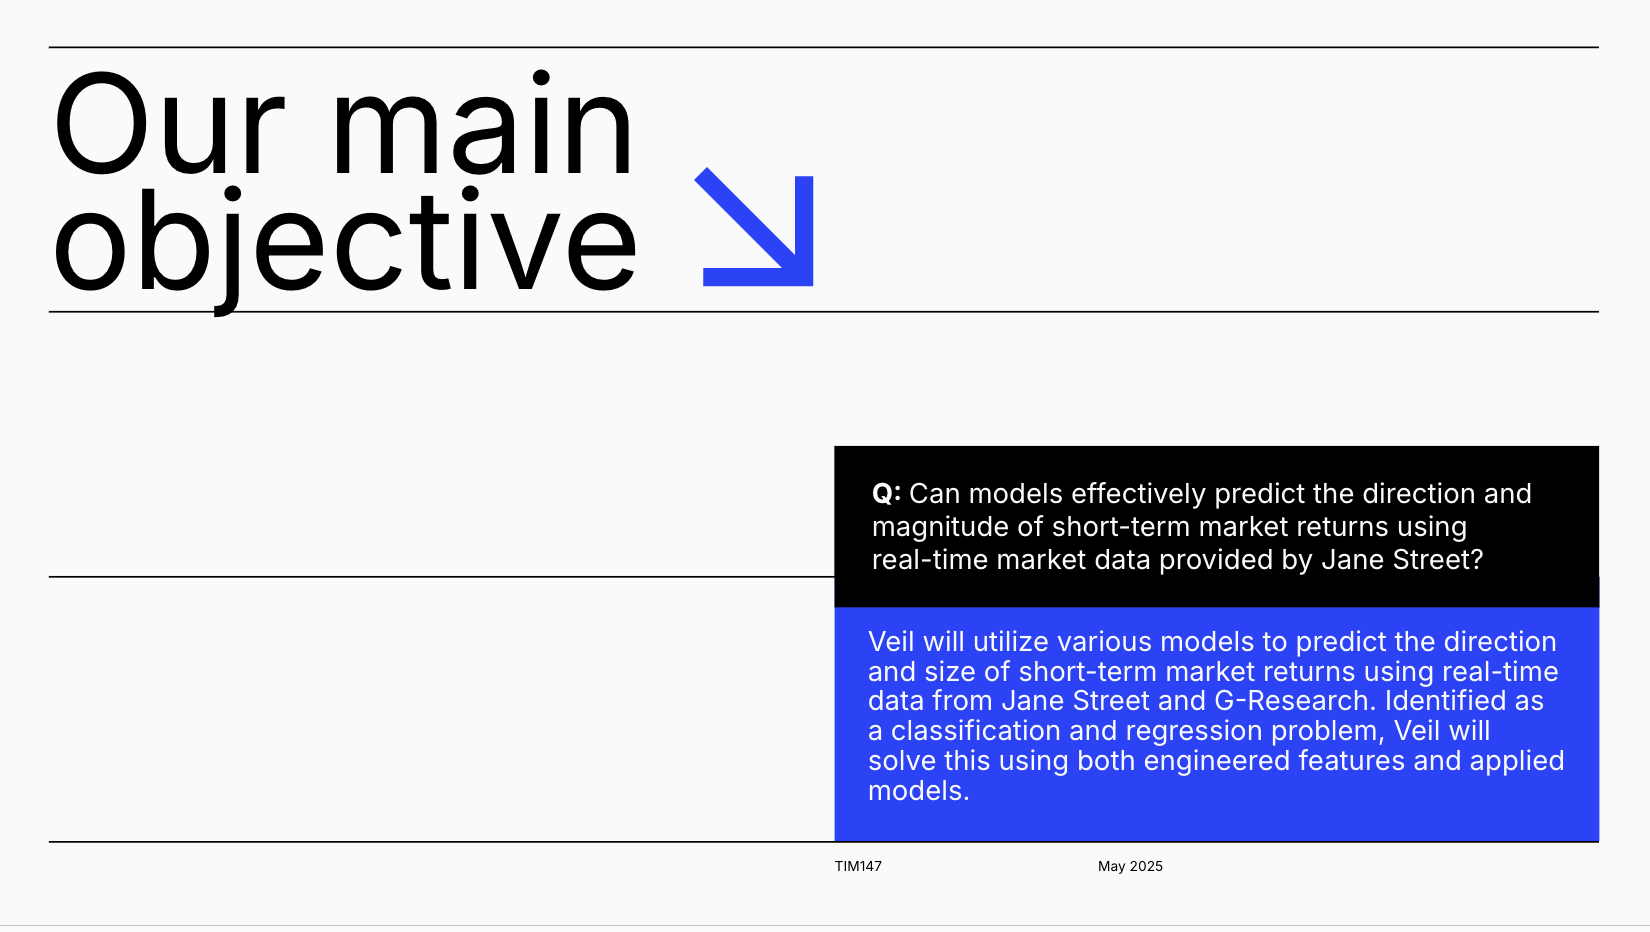 Our main
objective
Q: Can models effectively predict the direction and
magnitude of short-term market returns using
real-time market data provided by Jane Street?
Veil will utilize various models to predict the direction
and size of short-term market returns using real-time
data from Jane Street and G-Research. Identified as
a classification and regression problem, Veil will
solve this using both engineered features and applied
models.
TIM147
May 2025